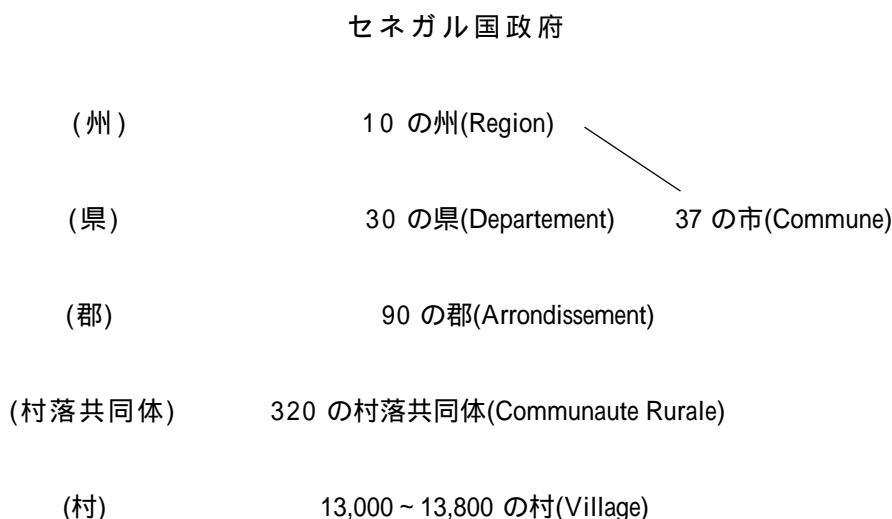 セネガル国政府
(州) 10 の州(Region)
(県) 30 の県(Departement) 37 の市(Commune)
(郡) 90 の郡(Arrondissement)
(村落共同体) 320 の村落共同体(Communaute Rurale)
(村) 13,000 ~ 13,800 の村(Village)